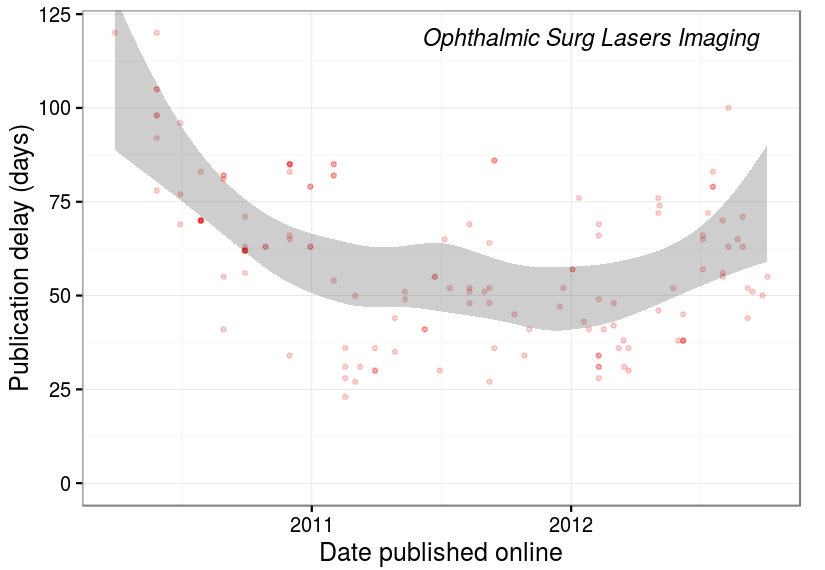 Ophthalmic Surg Lasers Imaging
Publication delay (days)
125
100
75
50
25
0
2011
2012
Date published online